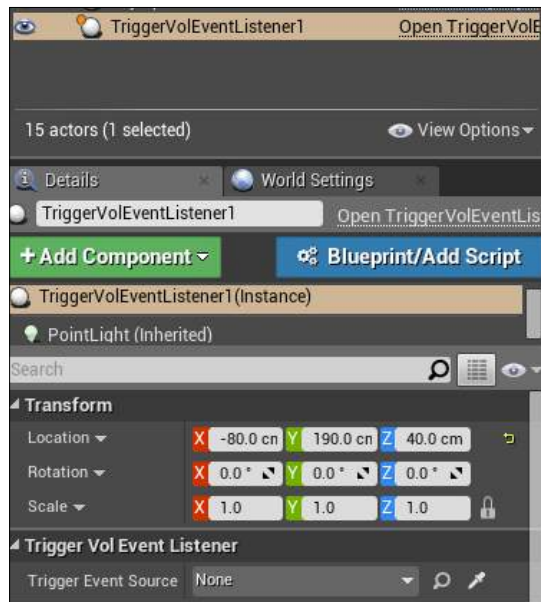 TriggerVolEventListener1 Open TriggerVolE
15 actors (1 selected) View Options
Details World Settings
TriggerVolEventListener1 Open TriggerVolEventLis
+Add Component Blueprint/Add Script
TriggerVolEventListener1(Instance)
PointLight (Inherited)
Search
Transform
Location X -80.0 cn Y 190.0 cn Z 40.0 cm
Rotation X 0.0 ° Y 0.0 ° Z 0.0 °
Scale X 1.0 Y 1.0 Z 1.0
Trigger Vol Event Listener
Trigger Event Source None